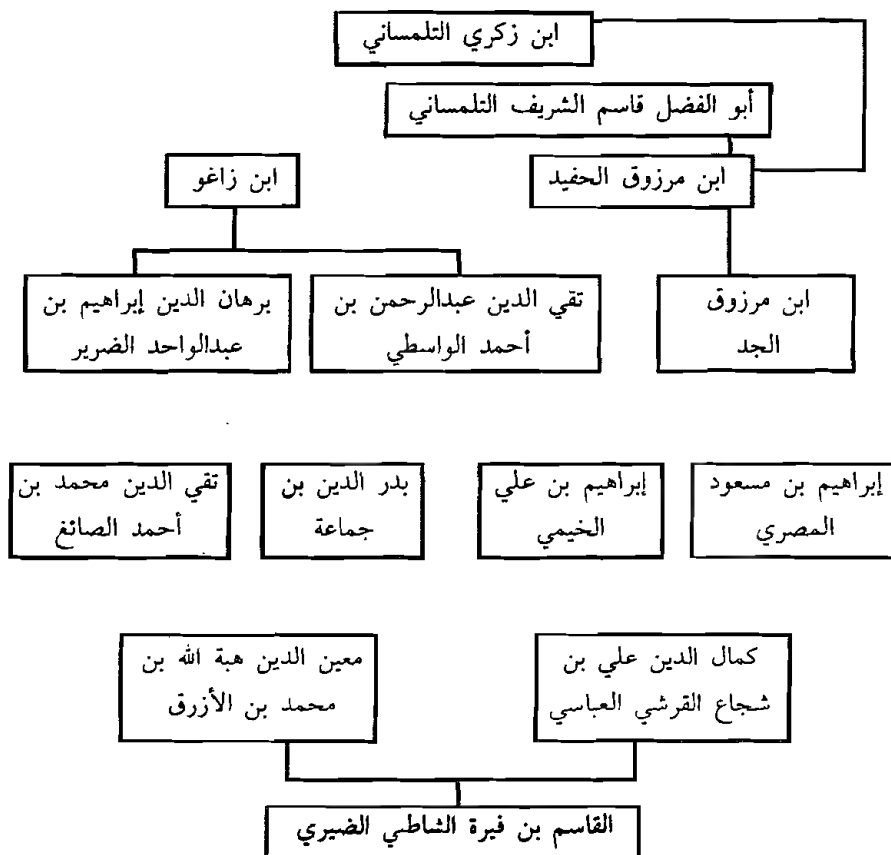 ابن زكري التلمساني
أبو الفضل قاسم الشريف التلمساني
ابن مرزوق الحفيد
ابن زاغو
ابن مرزوق
الجد
تقي الدين عبدالرحمن بن
أحمد الواسطي
برهان الدين إبراهيم بن
عبدالواحد الضرير
إبراهيم بن مسعود
المصري
إبراهيم بن علي
الخيمي
بدر الدين بن
جماعة
تقي الدين محمد بن
أحمد الصائغ
كمال الدين علي بن
شجاع القرشي العباسي
معين الدين هبة الله بن
محمد بن الأزرق
القاسم بن فيرة الشاطبي الضيري